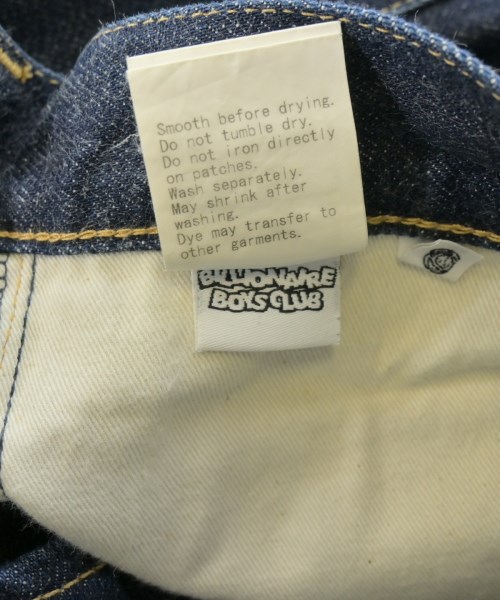 Smooth before drying.
Do not tumble dry.
Do not iron directly
on patches.
Wash separately.
May shrink after
washing.
Dye may transfer to
other garments.
BILLIONAIRE
BOYS CLUB